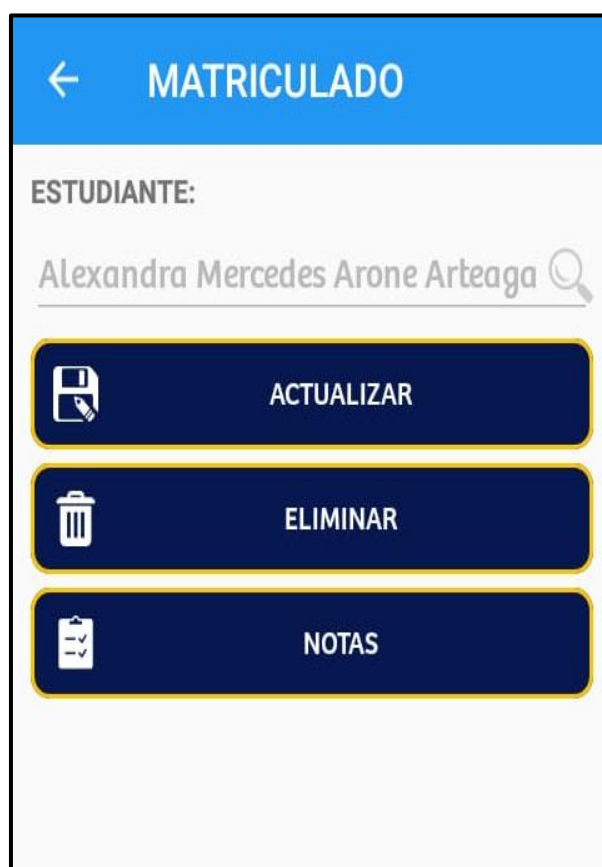 MATRICULADO
ESTUDIANTE:
Alexandra Mercedes Arone Arteaga
ACTUALIZAR
ELIMINAR
NOTAS